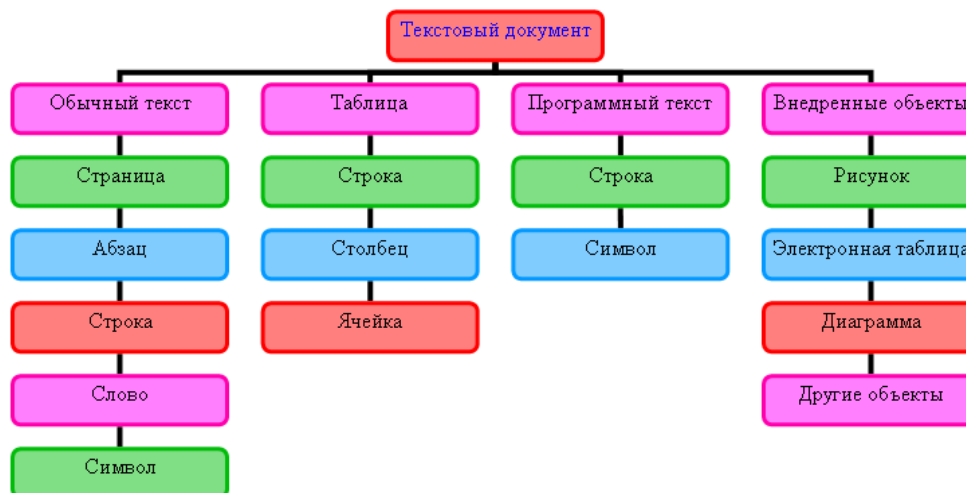 Текстовый документ
Обычный текст
Таблица
Программный текст
Внедренные объекты
Страница
Строка
Строка
Рисунок
Абзац
Столбец
Символ
Электронная таблица
Строка
Ячейка
Диаграмма
Слово
Другие объекты
Символ